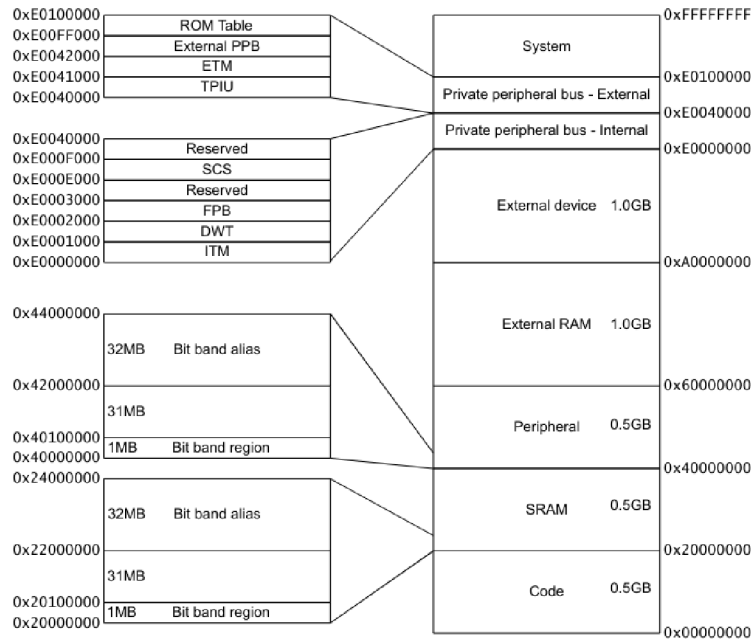 0xE0100000
ROM Table
0xE00FF000
External PPB
0xE0042000
ETM
0xE0041000
TPIU
0xE0040000
0xE0040000
Reserved
0xE000F000
SCS
0xE000E000
Reserved
0xE0003000
FPB
0xE0002000
DWT
0xE0001000
ITM
0xE0000000
0x44000000
32MB Bit band alias
0x42000000
31MB
0x40100000
1MB Bit band region
0x40000000
0x24000000
32MB Bit band alias
0x22000000
31MB
0x20100000
1MB Bit band region
0x20000000
0xFFFFFFFF
System
0xE0100000
Private peripheral bus - External
0xE0040000
Private peripheral bus - Internal
0xE0000000
External device 1.0GB
0xA0000000
External RAM 1.0GB
0x60000000
Peripheral 0.5GB
0x40000000
SRAM 0.5GB
0x20000000
Code 0.5GB
0x00000000